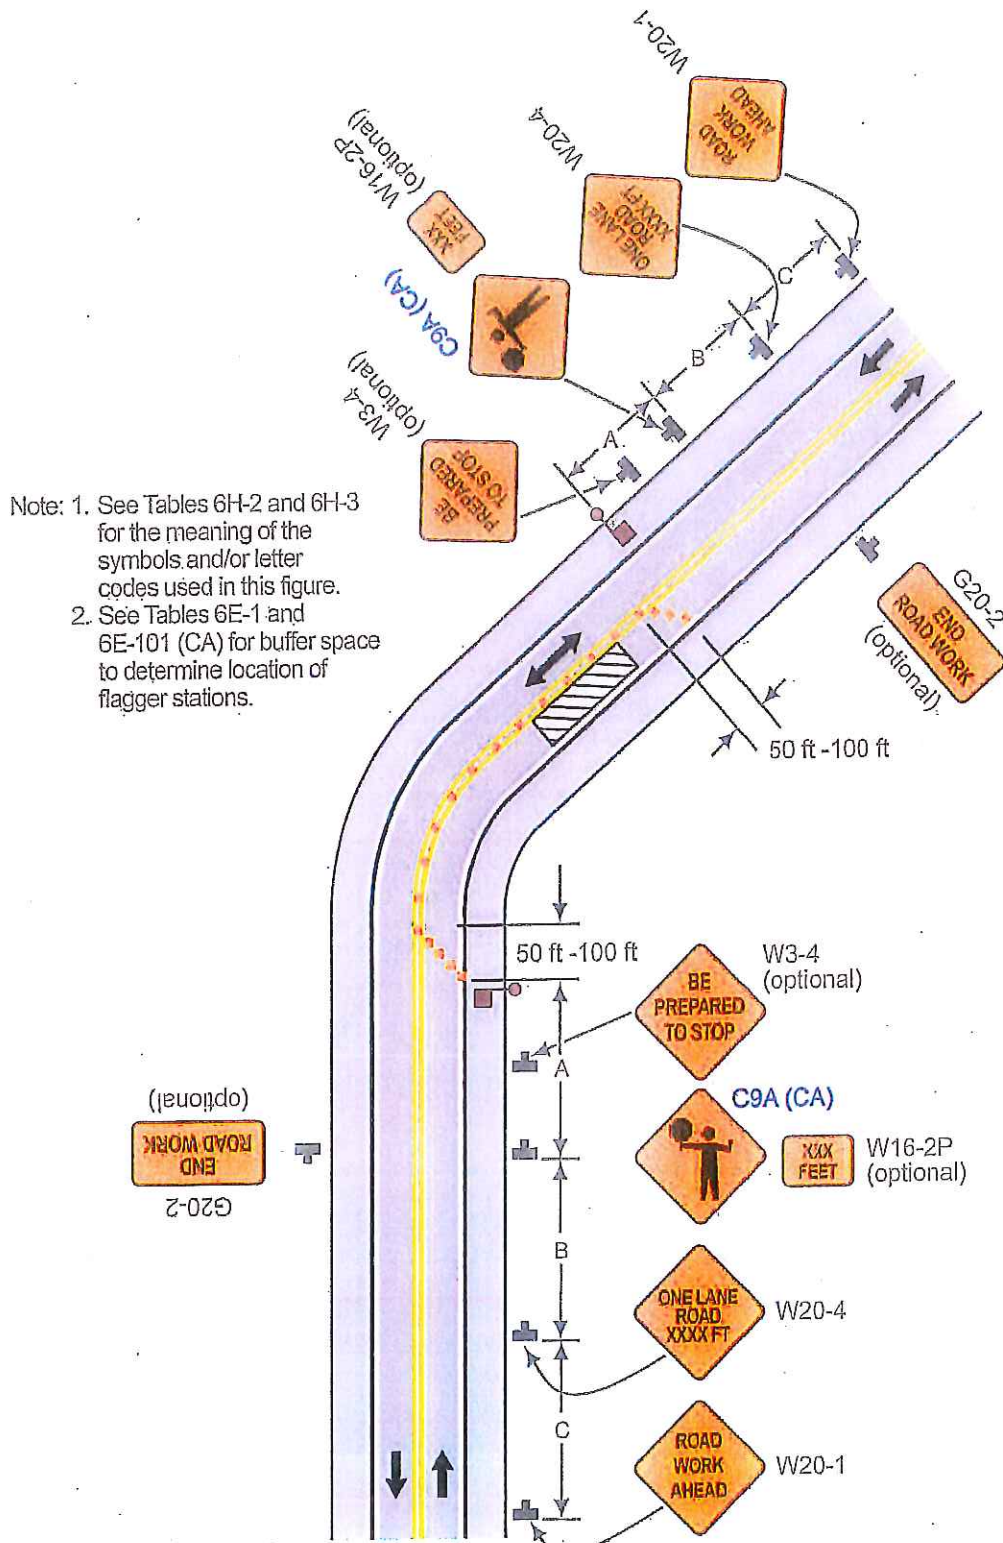 W20-1
ROAD
WORK
AHEAD
W20-4
ONE LANE
ROAD
XXXX FT
W16-2P
(optional)
XXX
FEET
C9A (CA)
W3-4
(optional)
BE
PREPARED
TO STOP
C
B
A
Note: 1. See Tables 6H-2 and 6H-3
for the meaning of the
symbols and/or letter
codes used in this figure.
2. See Tables 6E-1 and
6E-101 (CA) for buffer space
to determine location of
flagger stations.
G20-2
END
ROAD WORK
(optional)
50 ft -100 ft
50 ft -100 ft
BE
PREPARED
TO STOP
W3-4
(optional)
A
C9A (CA)
XXX
FEET
W16-2P
(optional)
G20-2
END
ROAD WORK
(optional)
B
ONE LANE
ROAD
XXXX FT
W20-4
C
ROAD
WORK
AHEAD
W20-1